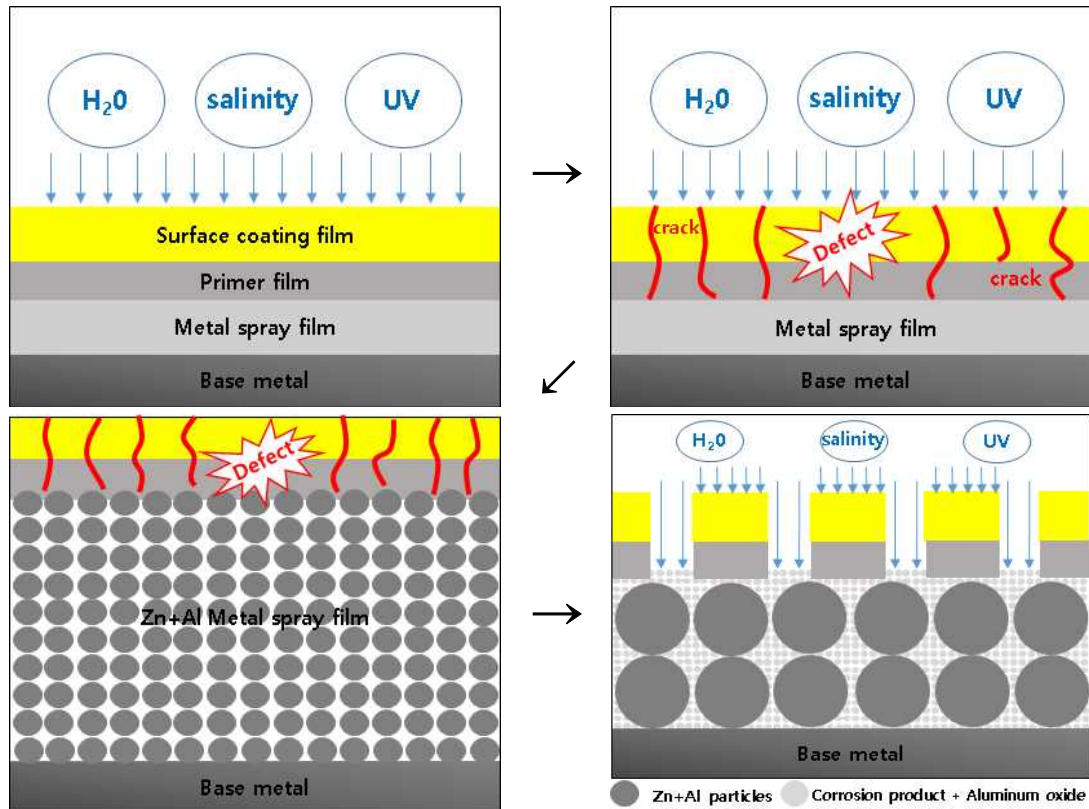 H₂0
salinity
UV
Surface coating film
Primer film
Metal spray film
Base metal
H₂0
salinity
UV
crack
Defect
crack
Metal spray film
Base metal
Defect
Zn+Al Metal spray film
Base metal
H₂0
salinity
UV
Base metal
Zn+Al particles
Corrosion product + Aluminum oxide